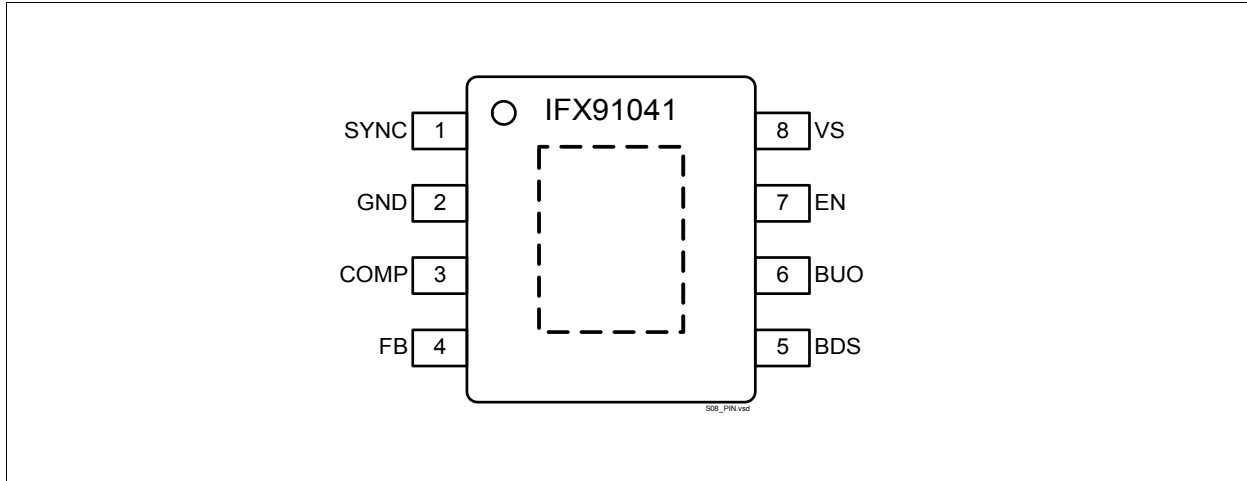 IFX91041
SYNC 1
8 VS
GND 2
7 EN
COMP 3
6 BUO
FB 4
5 BDS
S08_PIN.vsd